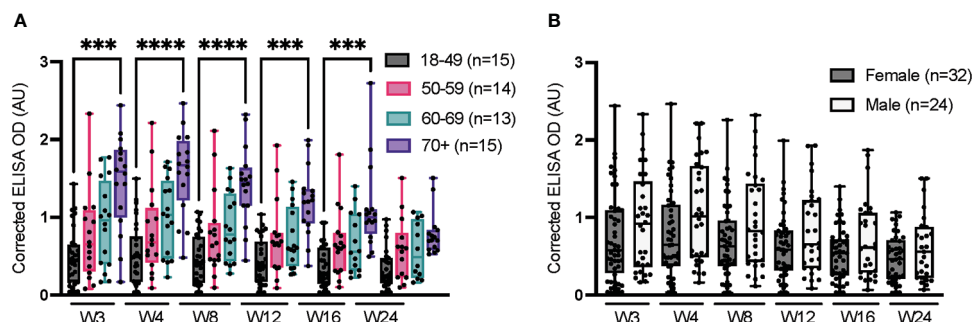 A
B
*** **** **** *** ***
18-49 (n=15)
50-59 (n=14)
60-69 (n=13)
70+ (n=15)
Corrected ELISA OD (AU)
3
2
1
0
W3 W4 W8 W12 W16 W24
Female (n=32)
Male (n=24)
Corrected ELISA OD (AU)
3
2
1
0
W3 W4 W8 W12 W16 W24